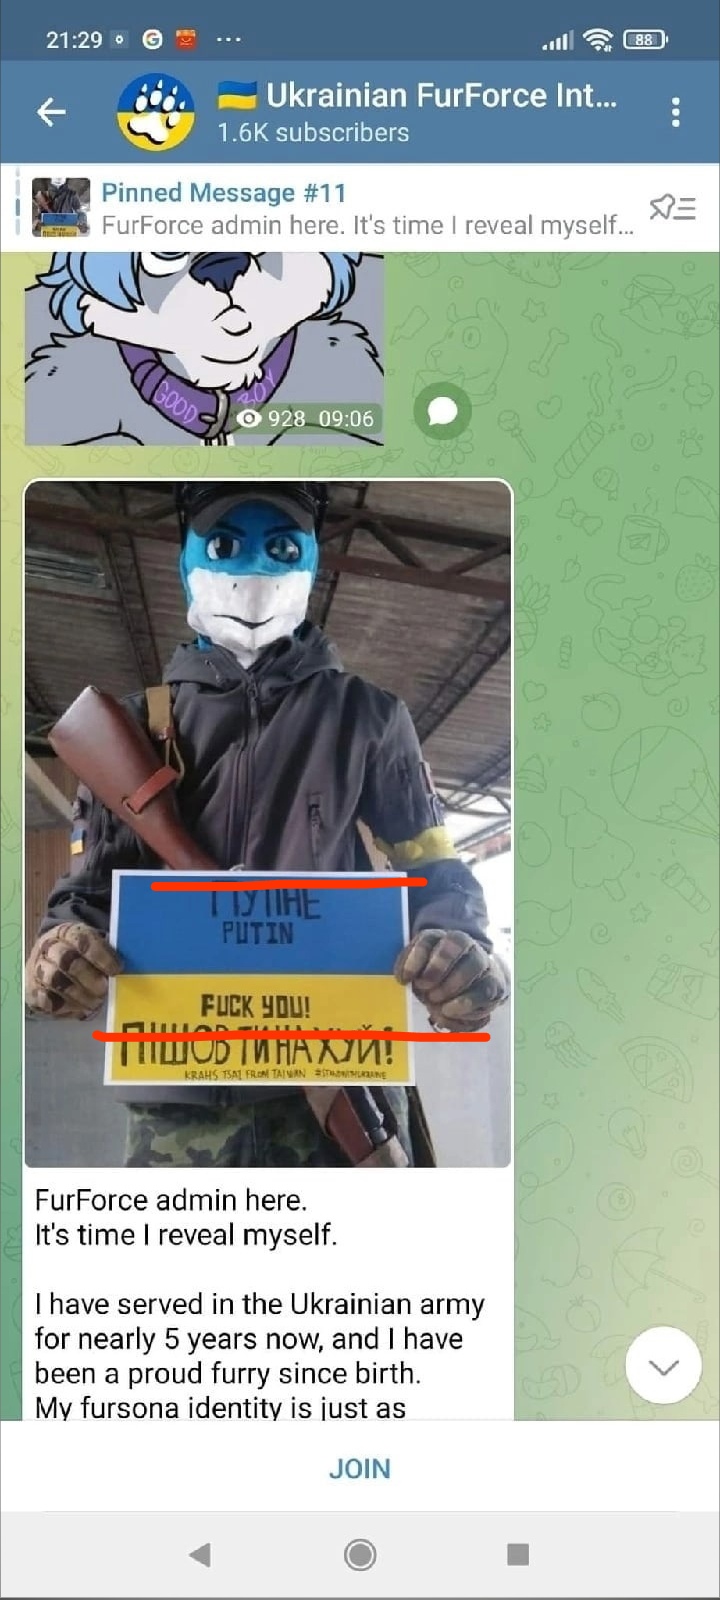 21:29
88
Ukrainian FurForce Int...
1.6K subscribers
Pinned Message #11
FurForce admin here. It's time I reveal myself...
GOOD BOY
928 09:06
PUTIN
FUCK YOU!
ПІШОВ ТИ НА ХУЙ!
KRAHS TSAI FROM TAIWAN #STANDWITHUKRAINE
FurForce admin here.
It's time I reveal myself.
I have served in the Ukrainian army
for nearly 5 years now, and I have
been a proud furry since birth.
My fursona identity is just as
JOIN